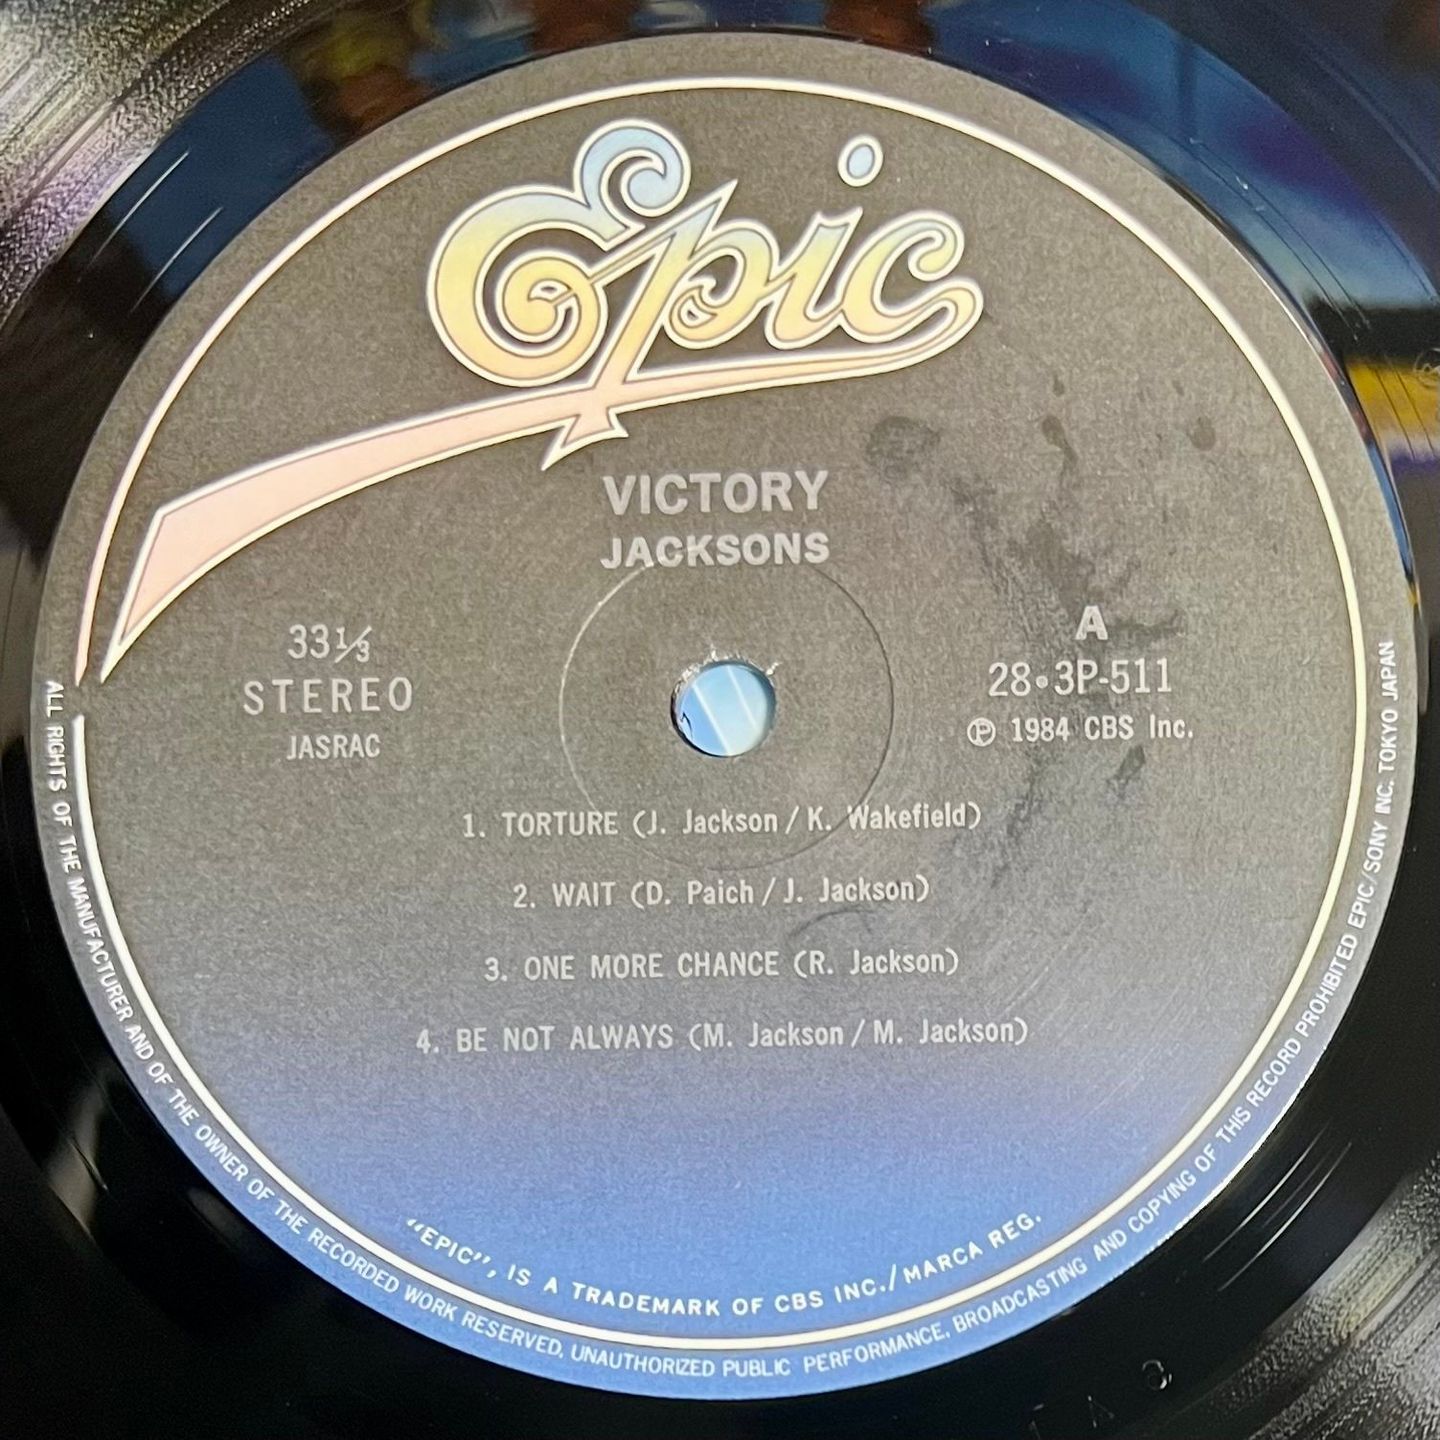 Epic
VICTORY
JACKSONS
33 1/3
STEREO
JASRAC
A
28・3P-511
Ⓟ 1984 CBS Inc.
1. TORTURE (J. Jackson / K. Wakefield)
2. WAIT (D. Paich / J. Jackson)
3. ONE MORE CHANCE (R. Jackson)
4. BE NOT ALWAYS (M. Jackson / M. Jackson)
“EPIC”, IS A TRADEMARK OF CBS INC./MARCA REG.
ALL RIGHTS OF THE MANUFACTURER AND OF THE OWNER OF THE RECORDED WORK RESERVED. UNAUTHORIZED PUBLIC PERFORMANCE, BROADCASTING AND COPYING OF THIS RECORD PROHIBITED EPIC/SONY INC. TOKYO JAPAN